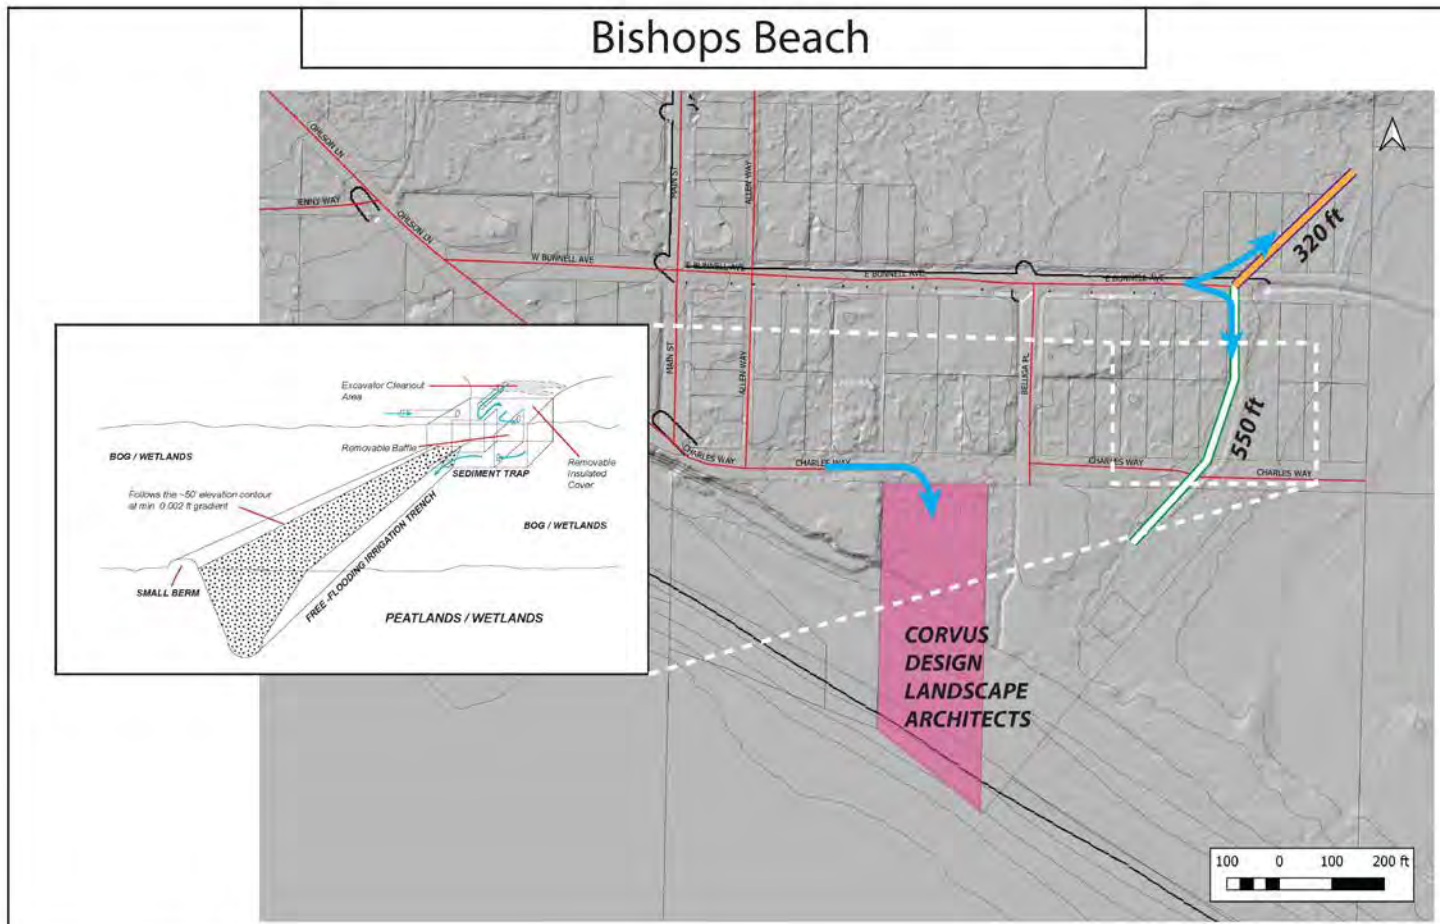 Bishops Beach
OHLSON LN
JENNY WAY
OHLSON LN
MAIN ST
ALLEN WAY
W BUNNELL AVE
E BUNNELL AVE
E BUNNELL AVE
E BUNNELL AVE
320 ft
MAIN ST
ALLEN WAY
BELUGA PL
550 ft
CHARLES WAY
CHARLES WAY
CHARLES WAY
CHARLES WAY
Excavator Cleanout
Area
Removable Baffle
BOG / WETLANDS
SEDIMENT TRAP
Removable
Insulated
Cover
Follows the ~50' elevation contour
at min 0.002 ft gradient
BOG / WETLANDS
FREE -FLOODING IRRIGATION TRENCH
SMALL BERM
PEATLANDS / WETLANDS
CORVUS
DESIGN
LANDSCAPE
ARCHITECTS
100 0 100 200 ft